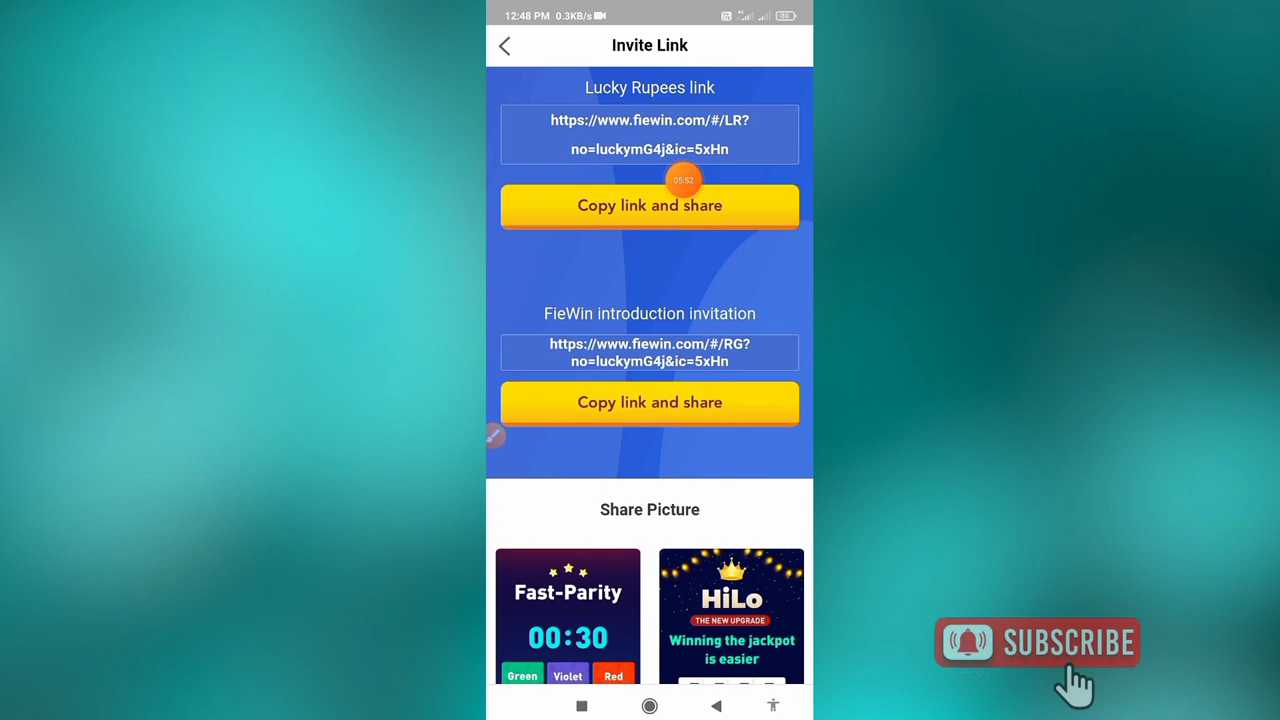 12:48 PM 0.3KB/s
Invite Link
Lucky Rupees link
https://www.fiewin.com/#/LR?
no=luckymG4j&ic=5xHn
05:52
Copy link and share
FieWin introduction invitation
https://www.fiewin.com/#/RG?
no=luckymG4j&ic=5xHn
Copy link and share
Share Picture
Fast-Parity
00:30
Green Violet Red
HiLo
THE NEW UPGRADE
Winning the jackpot
is easier
SUBSCRIBE